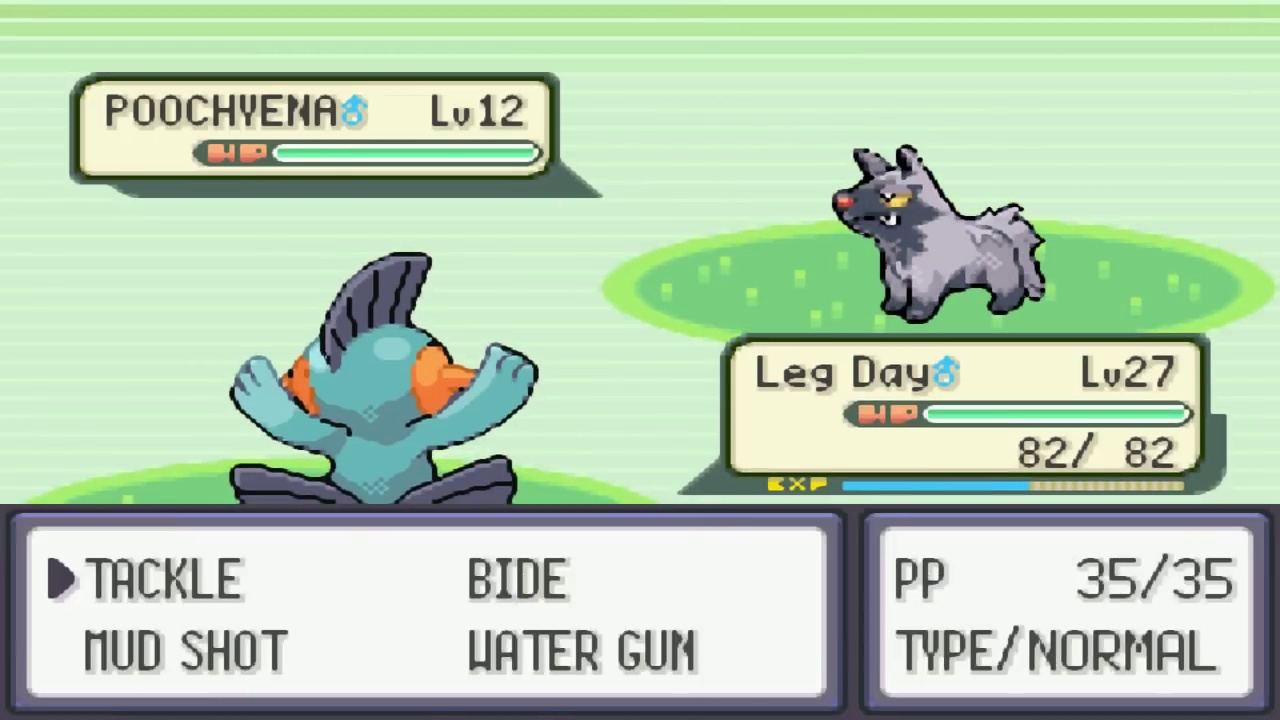 POOCHYENA♂ Lv12
HP
Leg Day♂ Lv27
HP
82/ 82
EXP
TACKLE BIDE
MUD SHOT WATER GUN
PP 35/35
TYPE/NORMAL